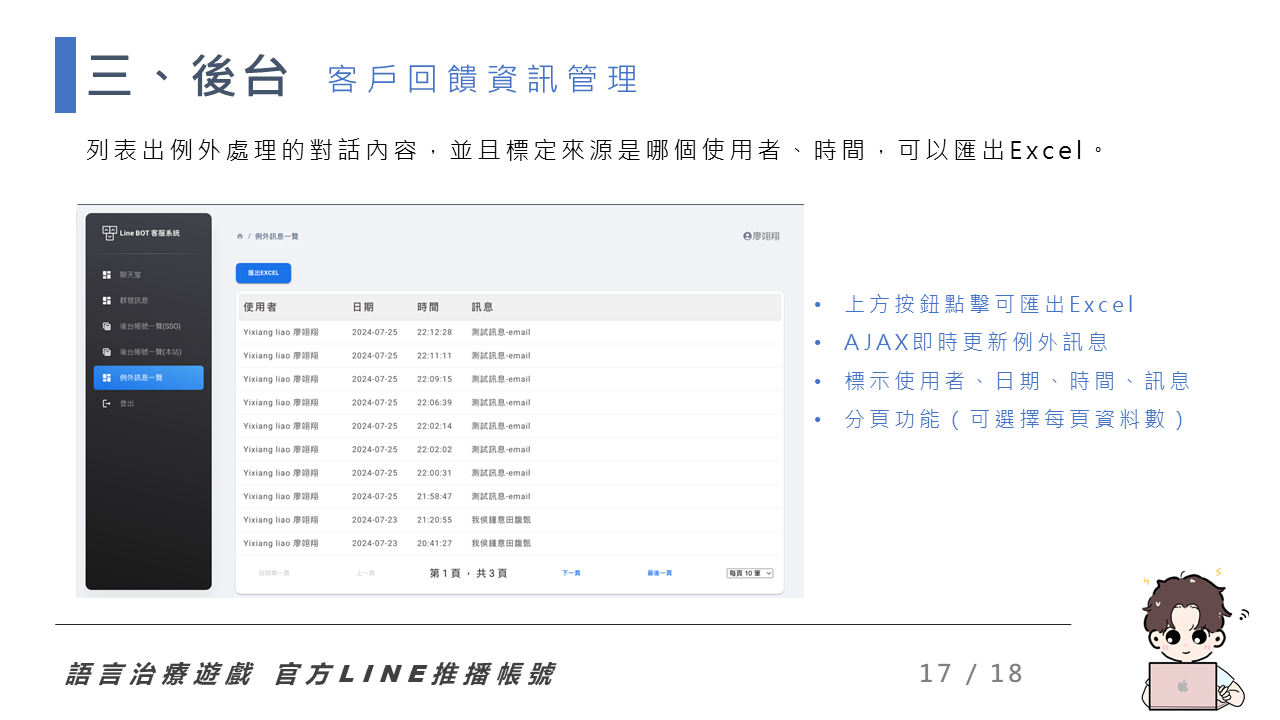 三、後台 客戶回饋資訊管理
列表出例外處理的對話內容，並且標定來源是哪個使用者、時間，可以匯出Excel。
Line BOT 客服系統
聊天室
群發訊息
後台帳號一覽(SSO)
後台帳號一覽(本站)
例外訊息一覽
登出
/ 例外訊息一覽
廖翊翔
匯出EXCEL
使用者 日期 時間 訊息
Yixiang liao 廖翊翔 2024-07-25 22:12:28 測試訊息-email
Yixiang liao 廖翊翔 2024-07-25 22:11:11 測試訊息-email
Yixiang liao 廖翊翔 2024-07-25 22:09:15 測試訊息-email
Yixiang liao 廖翊翔 2024-07-25 22:06:39 測試訊息-email
Yixiang liao 廖翊翔 2024-07-25 22:02:14 測試訊息-email
Yixiang liao 廖翊翔 2024-07-25 22:02:02 測試訊息-email
Yixiang liao 廖翊翔 2024-07-25 22:00:31 測試訊息-email
Yixiang liao 廖翊翔 2024-07-25 21:58:47 測試訊息-email
Yixiang liao 廖翊翔 2024-07-23 21:20:55 我侯鍾意田馥甄
Yixiang liao 廖翊翔 2024-07-23 20:41:27 我侯鍾意田馥甄
回到第一頁 上一頁 第 1 頁，共 3 頁 下一頁 最後一頁 每頁 10 筆
• 上方按鈕點擊可匯出Excel
• AJAX即時更新例外訊息
• 標示使用者、日期、時間、訊息
• 分頁功能（可選擇每頁資料數）
語言治療遊戲 官方LINE推播帳號
17 / 18